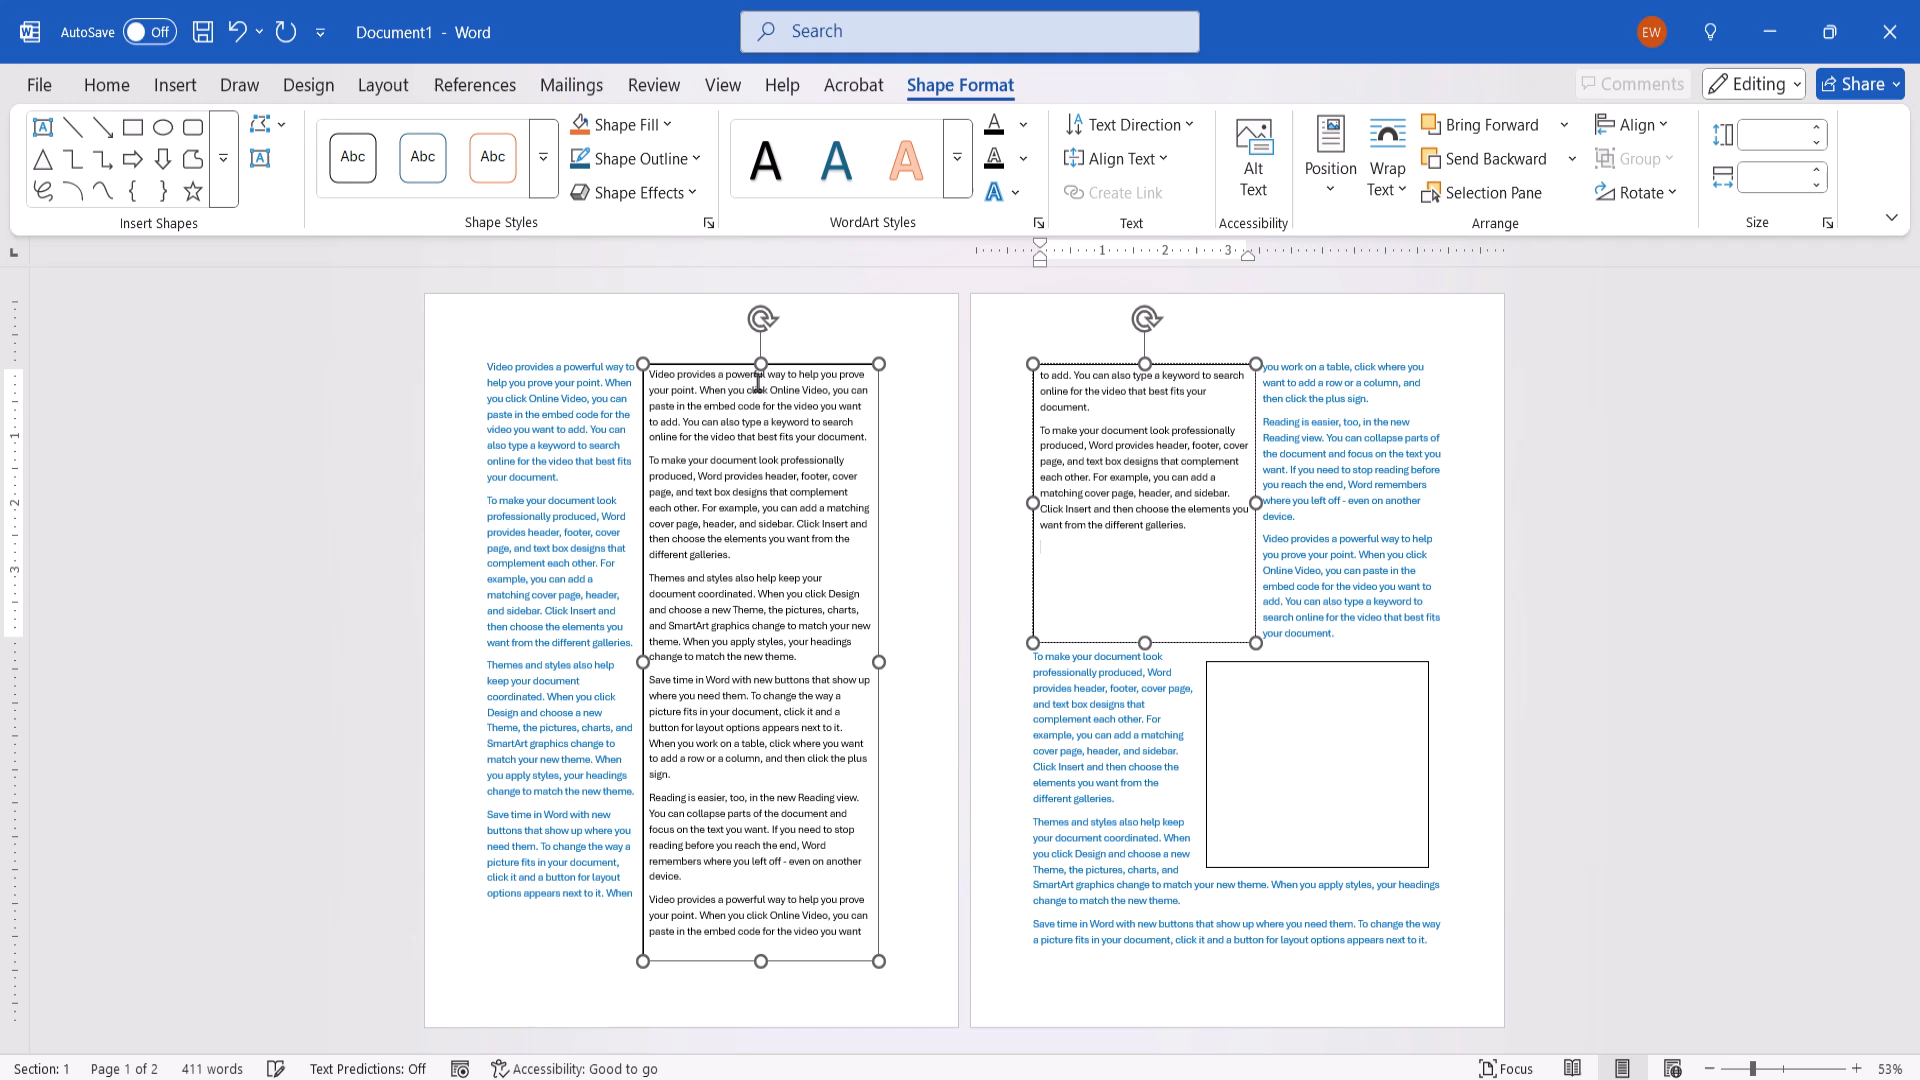 AutoSave Off Document1 - Word Search EW
File Home Insert Draw Design Layout References Mailings Review View Help Acrobat Shape Format Comments Editing Share
Abc Abc Abc
Shape Fill
Shape Outline
Shape Effects
A A A
Text Direction
Align Text
Create Link
Alt
Text
Position
Wrap
Text
Bring Forward
Send Backward
Selection Pane
Align
Group
Rotate
Insert Shapes Shape Styles WordArt Styles Text Accessibility Arrange Size
1 2 3
1
2
3
Video provides a powerful way to
help you prove your point. When
you click Online Video, you can
paste in the embed code for the
video you want to add. You can
also type a keyword to search
online for the video that best fits
your document.
To make your document look
professionally produced, Word
provides header, footer, cover
page, and text box designs that
complement each other. For
example, you can add a
matching cover page, header,
and sidebar. Click Insert and
then choose the elements you
want from the different galleries.
Themes and styles also help
keep your document
coordinated. When you click
Design and choose a new
Theme, the pictures, charts, and
SmartArt graphics change to
match your new theme. When
you apply styles, your headings
change to match the new theme.
Save time in Word with new
buttons that show up where you
need them. To change the way a
picture fits in your document,
click it and a button for layout
options appears next to it. When
Video provides a powerful way to help you prove
your point. When you click Online Video, you can
paste in the embed code for the video you want
to add. You can also type a keyword to search
online for the video that best fits your document.
To make your document look professionally
produced, Word provides header, footer, cover
page, and text box designs that complement
each other. For example, you can add a matching
cover page, header, and sidebar. Click Insert and
then choose the elements you want from the
different galleries.
Themes and styles also help keep your
document coordinated. When you click Design
and choose a new Theme, the pictures, charts,
and SmartArt graphics change to match your new
theme. When you apply styles, your headings
change to match the new theme.
Save time in Word with new buttons that show up
where you need them. To change the way a
picture fits in your document, click it and a
button for layout options appears next to it.
When you work on a table, click where you want
to add a row or a column, and then click the plus
sign.
Reading is easier, too, in the new Reading view.
You can collapse parts of the document and
focus on the text you want. If you need to stop
reading before you reach the end, Word
remembers where you left off - even on another
device.
Video provides a powerful way to help you prove
your point. When you click Online Video, you can
paste in the embed code for the video you want
to add. You can also type a keyword to search
online for the video that best fits your
document.
To make your document look professionally
produced, Word provides header, footer, cover
page, and text box designs that complement
each other. For example, you can add a
matching cover page, header, and sidebar.
Click Insert and then choose the elements you
want from the different galleries.
you work on a table, click where you
want to add a row or a column, and
then click the plus sign.
Reading is easier, too, in the new
Reading view. You can collapse parts of
the document and focus on the text you
want. If you need to stop reading before
you reach the end, Word remembers
where you left off - even on another
device.
Video provides a powerful way to help
you prove your point. When you click
Online Video, you can paste in the
embed code for the video you want to
add. You can also type a keyword to
search online for the video that best fits
your document.
To make your document look
professionally produced, Word
provides header, footer, cover page,
and text box designs that
complement each other. For
example, you can add a matching
cover page, header, and sidebar.
Click Insert and then choose the
elements you want from the
different galleries.
Themes and styles also help keep
your document coordinated. When
you click Design and choose a new
Theme, the pictures, charts, and
SmartArt graphics change to match your new theme. When you apply styles, your headings
change to match the new theme.
Save time in Word with new buttons that show up where you need them. To change the way
a picture fits in your document, click it and a button for layout options appears next to it.
Section: 1 Page 1 of 2 411 words Text Predictions: Off Accessibility: Good to go Focus 53%